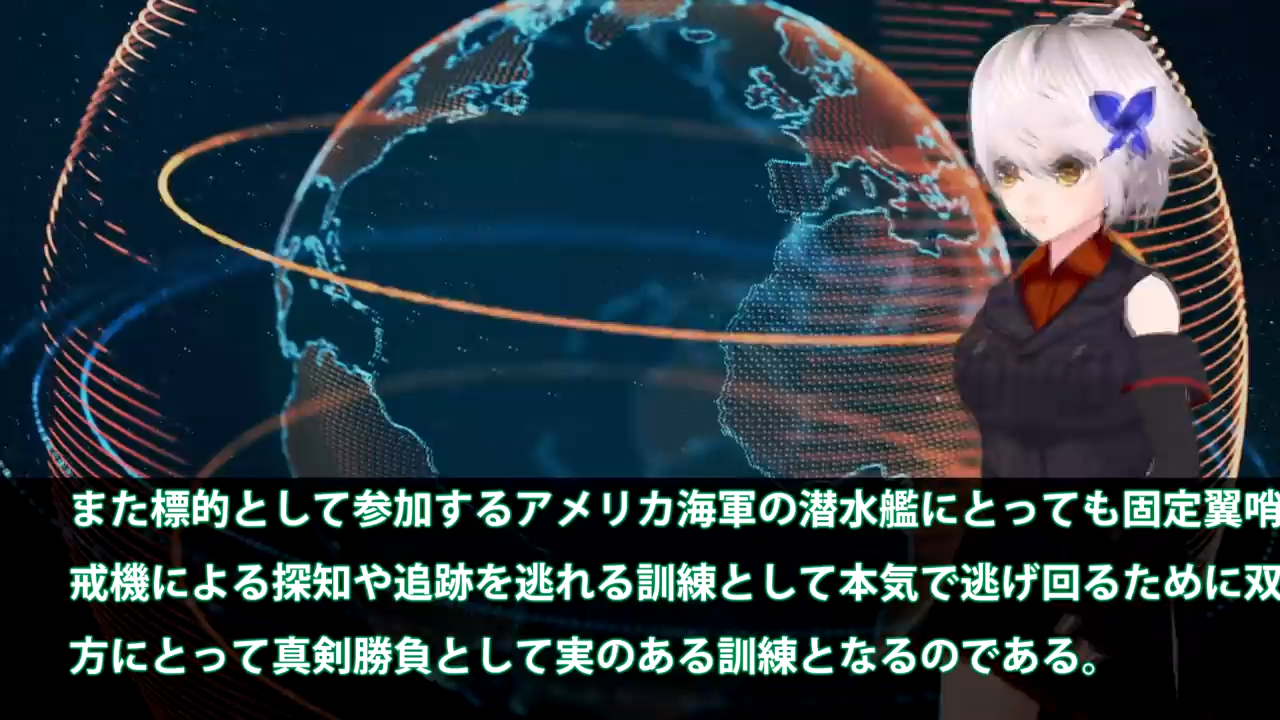 また標的として参加するアメリカ海軍の潜水艦にとっても固定翼哨
戒機による探知や追跡を逃れる訓練として本気で逃げ回るために双
方にとって真剣勝負として実のある訓練となるのである。